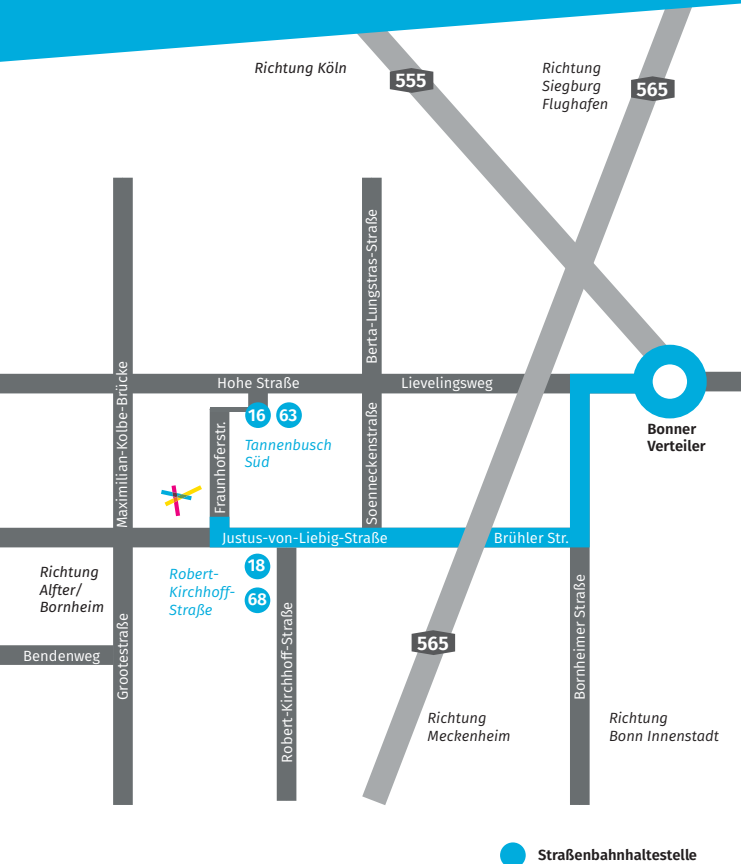 Richtung Köln
555
Richtung
Siegburg
Flughafen
565
Berta-Lungstras-Straße
Maximilian-Kolbe-Brücke
Hohe Straße
Lievelingsweg
16
63
Tannenbusch
Süd
Fraunhoferstr.
Soenneckenstraße
Bonner
Verteiler
Justus-von-Liebig-Straße
Brühler Str.
Richtung
Alfter/
Bornheim
Robert-
Kirchhoff-
Straße
18
68
Bendenweg
Grootestraße
Robert-Kirchhoff-Straße
565
Bornheimer Straße
Richtung
Meckenheim
Richtung
Bonn Innenstadt
Straßenbahnhaltestelle